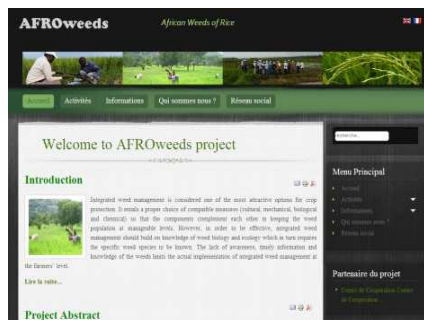 AFROweeds
African Weeds of Rice
Accueil Activités Informations Qui sommes nous ? Réseau social
Welcome to AFROweeds project
Introduction
Integrated weed management is considered one of the most attractive options for crop
protection. It entails a proper choice of compatible measures (cultural, mechanical, biological
and chemical) so that the components complement each other in keeping the weed
population at manageable levels. However, in order to be effective, integrated weed
management should build on knowledge of weed biology and ecology which in turn requires
the specific weed species to be known. The lack of awareness, timely information and
knowledge of the weeds limits the actual implementation of integrated weed management at
the farmers' level.
Lire la suite...
Project Abstract
Menu Principal
Accueil
Activités
Informations
Qui sommes nous ?
Réseau social
Partenaire du projet
Centre de Coopération